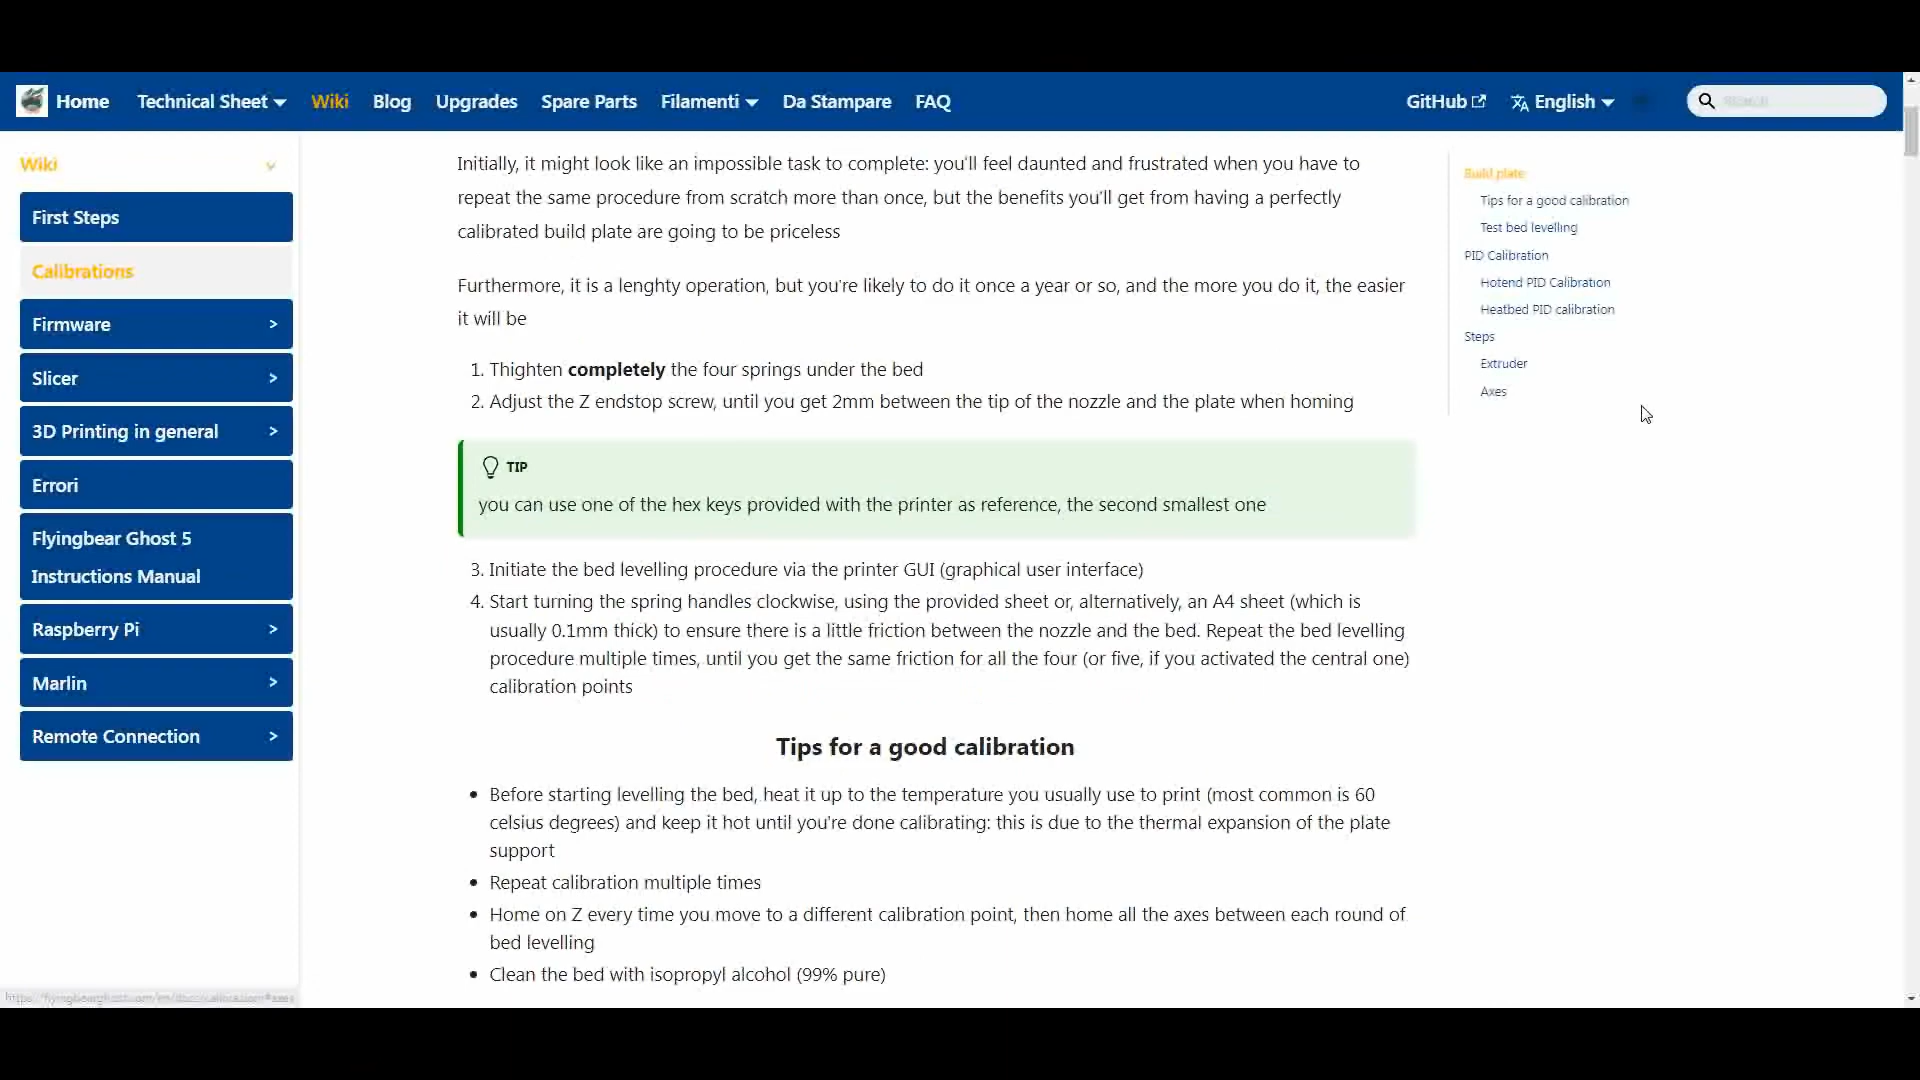 Home Technical Sheet Wiki Blog Upgrades Spare Parts Filamenti Da Stampare FAQ GitHub English Search
Wiki
First Steps
Calibrations
Firmware >
Slicer >
3D Printing in general >
Errori
Flyingbear Ghost 5
Instructions Manual
Raspberry Pi >
Marlin >
Remote Connection >
Initially, it might look like an impossible task to complete: you'll feel daunted and frustrated when you have to
repeat the same procedure from scratch more than once, but the benefits you'll get from having a perfectly
calibrated build plate are going to be priceless
Furthermore, it is a lenghty operation, but you're likely to do it once a year or so, and the more you do it, the easier
it will be
1. Thighten completely the four springs under the bed
2. Adjust the Z endstop screw, until you get 2mm between the tip of the nozzle and the plate when homing
TIP
you can use one of the hex keys provided with the printer as reference, the second smallest one
3. Initiate the bed levelling procedure via the printer GUI (graphical user interface)
4. Start turning the spring handles clockwise, using the provided sheet or, alternatively, an A4 sheet (which is
usually 0.1mm thick) to ensure there is a little friction between the nozzle and the bed. Repeat the bed levelling
procedure multiple times, until you get the same friction for all the four (or five, if you activated the central one)
calibration points
Tips for a good calibration
• Before starting levelling the bed, heat it up to the temperature you usually use to print (most common is 60
celsius degrees) and keep it hot until you're done calibrating: this is due to the thermal expansion of the plate
support
• Repeat calibration multiple times
• Home on Z every time you move to a different calibration point, then home all the axes between each round of
bed levelling
• Clean the bed with isopropyl alcohol (99% pure)
Build plate
Tips for a good calibration
Test bed levelling
PID Calibration
Hotend PID Calibration
Heatbed PID calibration
Steps
Extruder
Axes